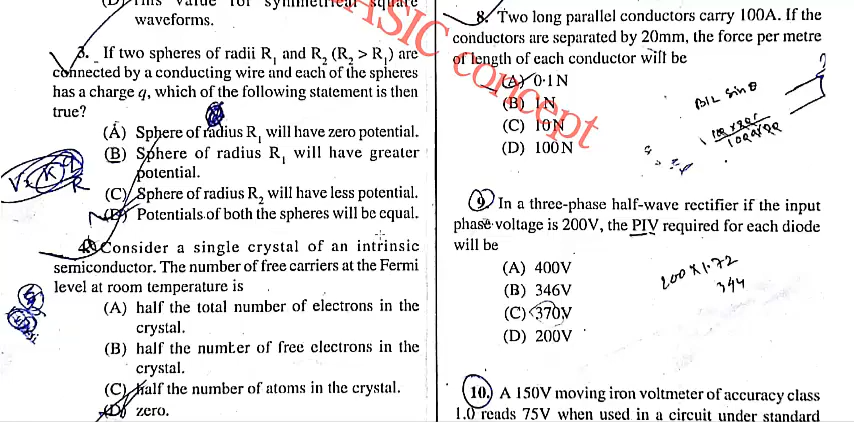 (D) This value for symmetrical square
waveforms.
3. If two spheres of radii R₁ and R₂ (R₂ > R₁) are
connected by a conducting wire and each of the spheres
has a charge q, which of the following statement is then
true?
(A) Sphere of radius R₁ will have zero potential.
(B) Sphere of radius R₁ will have greater
potential.
(C) Sphere of radius R₂ will have less potential.
(D) Potentials of both the spheres will be equal.
4. Consider a single crystal of an intrinsic
semiconductor. The number of free carriers at the Fermi
level at room temperature is
(A) half the total number of electrons in the
crystal.
(B) half the number of free electrons in the
crystal.
(C) half the number of atoms in the crystal.
(D) zero.
V = K q
R
BASIC concept
8. Two long parallel conductors carry 100A. If the
conductors are separated by 20mm, the force per metre
of length of each conductor will be
(A) 0·1 N
(B) 1N
(C) 10N
(D) 100N
BIL Sin θ
9. In a three-phase half-wave rectifier if the input
phase voltage is 200V, the PIV required for each diode
will be
(A) 400V
(B) 346V
(C) 370V
(D) 200V
200 X 1.72
344
10. A 150V moving iron voltmeter of accuracy class
1.0 reads 75V when used in a circuit under standard